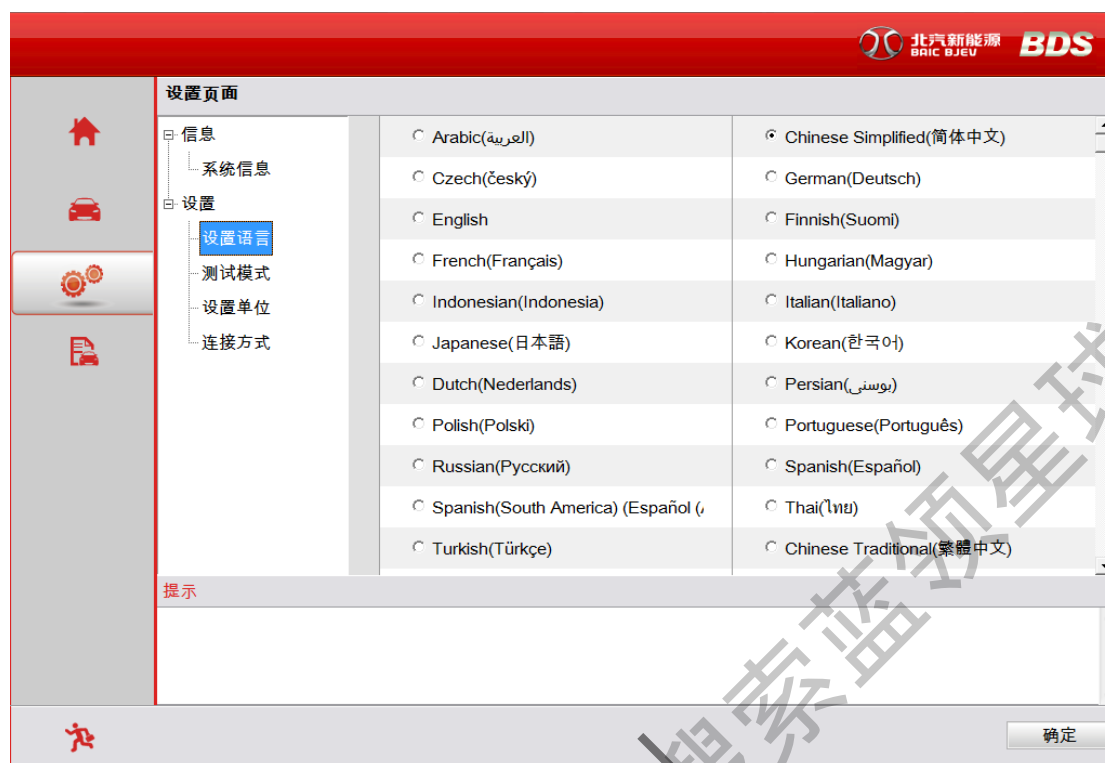 北汽新能源 BDS
BAIC BJEV
设置页面
信息
系统信息
设置
设置语言
测试模式
设置单位
连接方式
Arabic(العربية)
Chinese Simplified(简体中文)
Czech(český)
German(Deutsch)
English
Finnish(Suomi)
French(Français)
Hungarian(Magyar)
Indonesian(Indonesia)
Italian(Italiano)
Japanese(日本語)
Korean(한국어)
Dutch(Nederlands)
Persian(بوسنی)
Polish(Polski)
Portuguese(Português)
Russian(Русский)
Spanish(Español)
Spanish(South America) (Español (
Thai(ไทย)
Turkish(Türkçe)
Chinese Traditional(繁體中文)
提示
确定
搜索蓝领星球